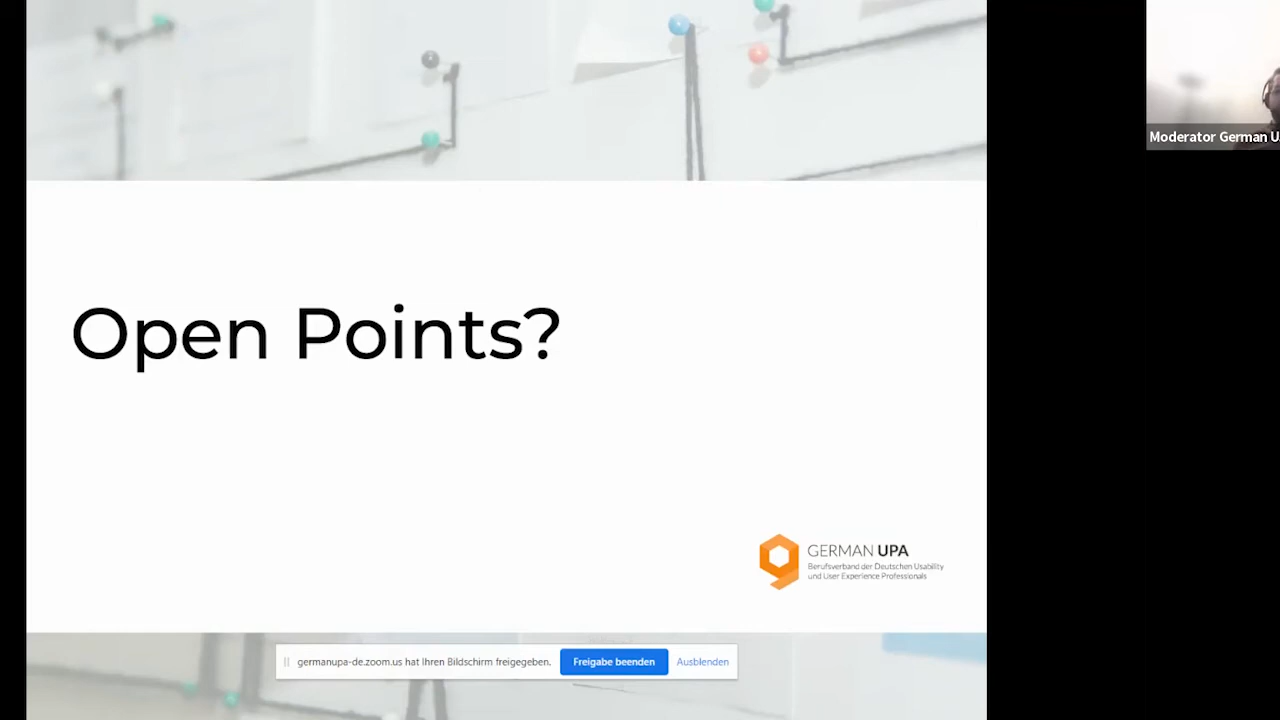 Moderator German U
Open Points?
GERMAN UPA
Berufsverband der Deutschen Usability
und User Experience Professionals
germanupa-de.zoom.us hat Ihren Bildschirm freigegeben.
Freigabe beenden
Ausblenden